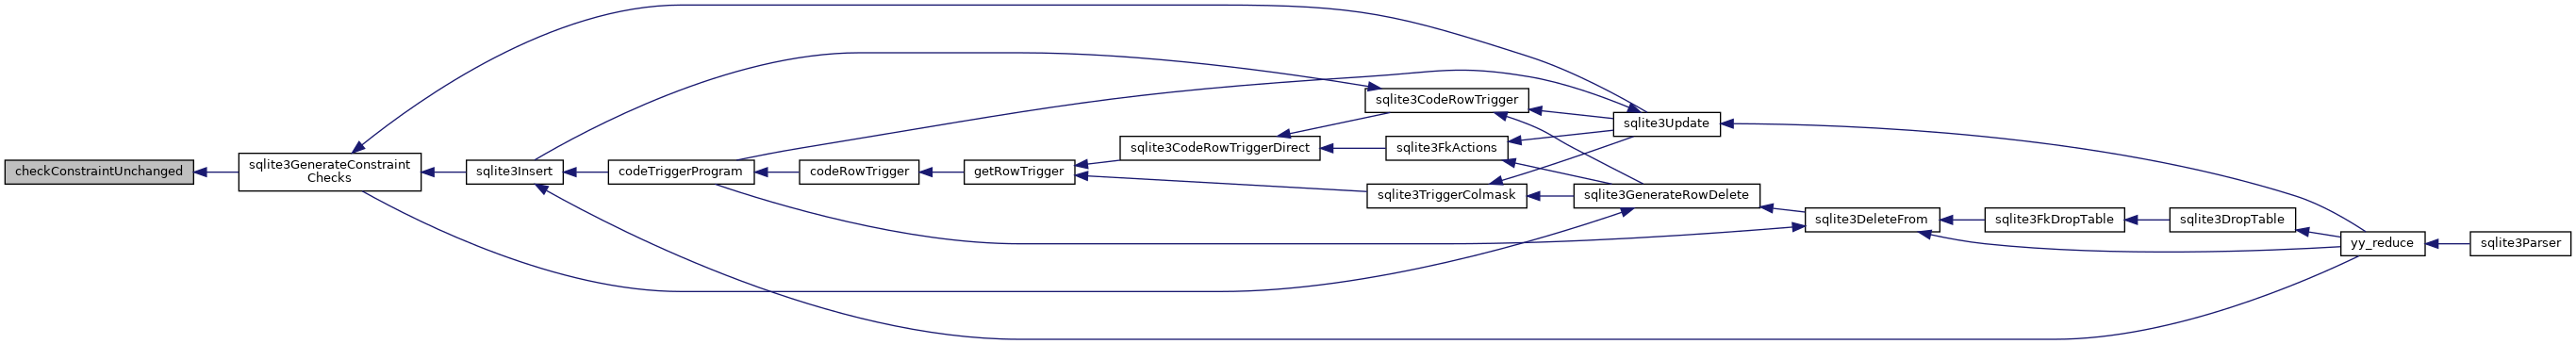 checkConstraintUnchanged
sqlite3GenerateConstraint
Checks
sqlite3Insert
codeTriggerProgram
codeRowTrigger
getRowTrigger
sqlite3CodeRowTriggerDirect
sqlite3CodeRowTrigger
sqlite3FkActions
sqlite3TriggerColmask
sqlite3Update
sqlite3GenerateRowDelete
sqlite3DeleteFrom
sqlite3FkDropTable
sqlite3DropTable
yy_reduce
sqlite3Parser